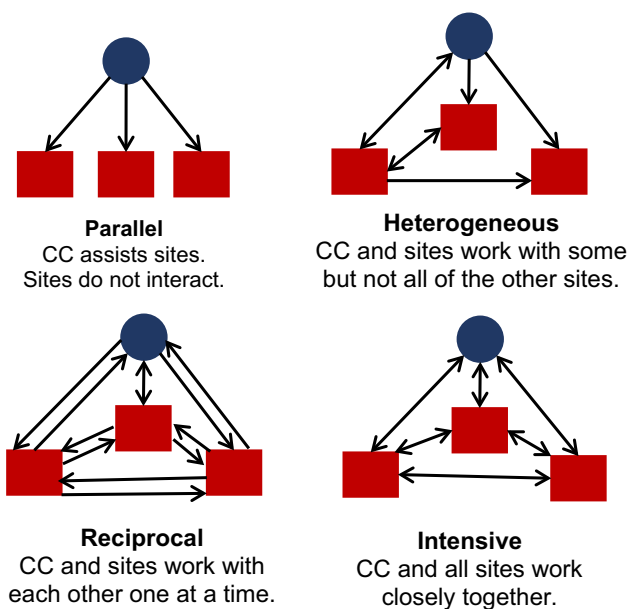 Parallel
CC assists sites.
Sites do not interact.
Heterogeneous
CC and sites work with some
but not all of the other sites.
Reciprocal
CC and sites work with
each other one at a time.
Intensive
CC and all sites work
closely together.